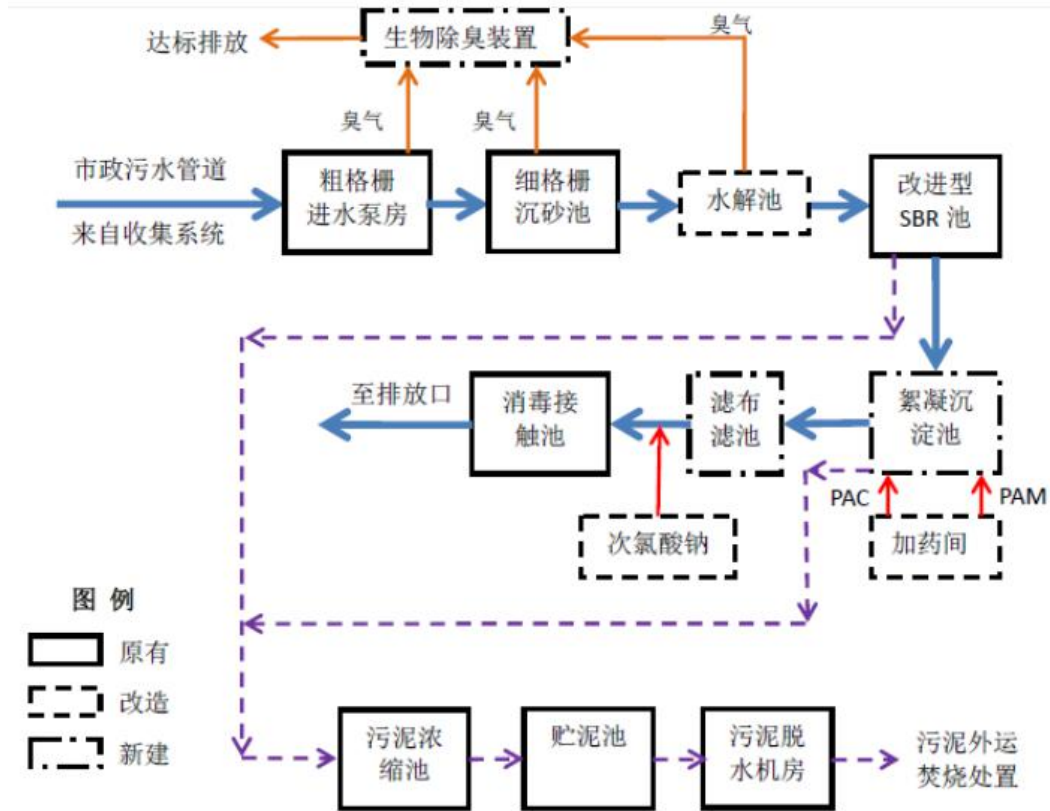 达标排放
生物除臭装置
臭气
臭气
臭气
市政污水管道
来自收集系统
粗格栅
进水泵房
细格栅
沉砂池
水解池
改进型
SBR 池
至排放口
消毒接
触池
滤布
滤池
絮凝沉
淀池
PAC
PAM
次氯酸钠
加药间
图 例
原有
改造
新建
污泥浓
缩池
贮泥池
污泥脱
水机房
污泥外运
焚烧处置